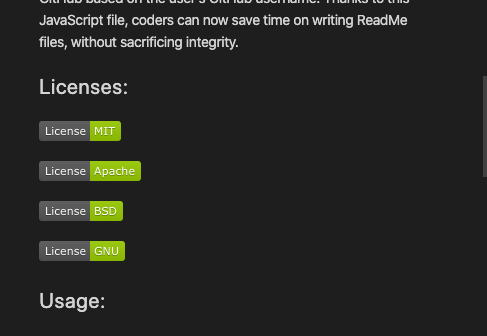 GitHub based on the user's GitHub username. Thanks to this
JavaScript file, coders can now save time on writing ReadMe
files, without sacrificing integrity.
Licenses:
License MIT
License Apache
License BSD
License GNU
Usage: